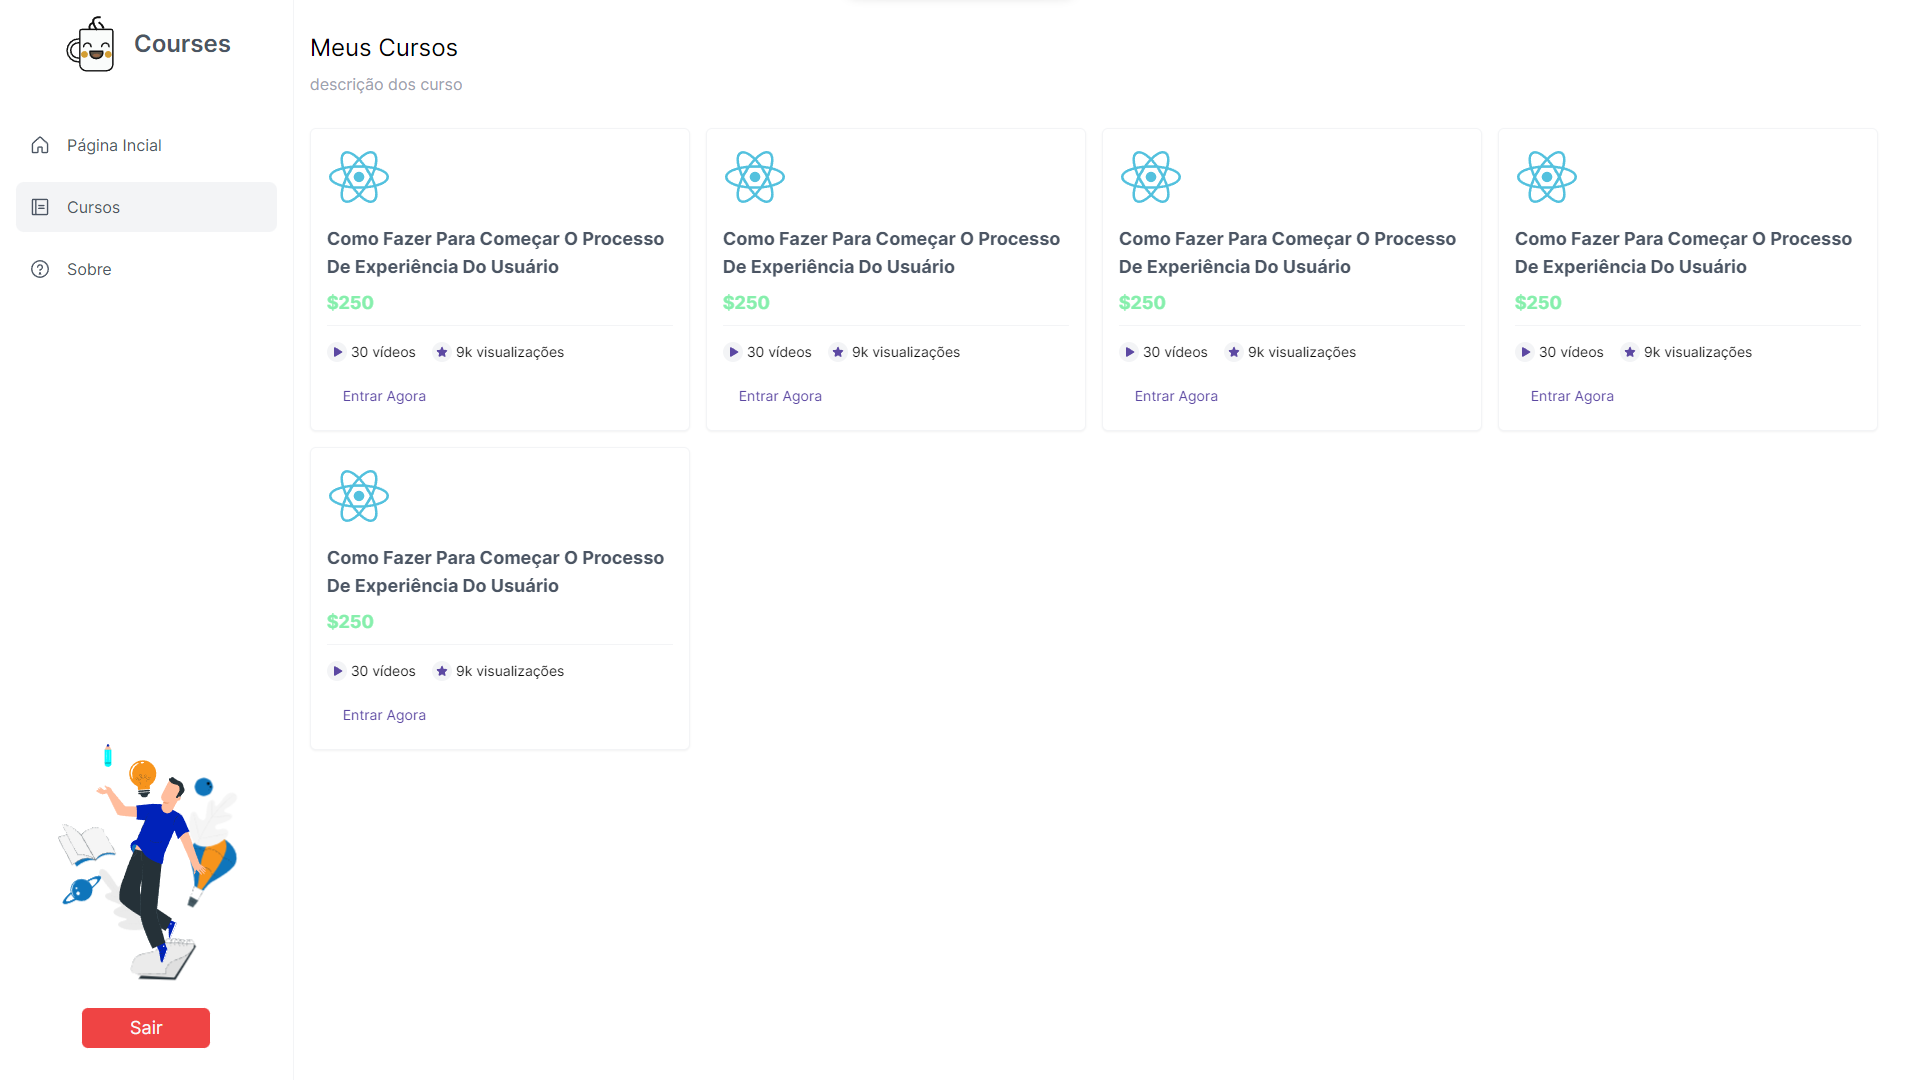 Courses
Página Incial
Cursos
Sobre
Sair
Meus Cursos
descrição dos curso
Como Fazer Para Começar O Processo
De Experiência Do Usuário
$250
30 vídeos 9k visualizações
Entrar Agora
Como Fazer Para Começar O Processo
De Experiência Do Usuário
$250
30 vídeos 9k visualizações
Entrar Agora
Como Fazer Para Começar O Processo
De Experiência Do Usuário
$250
30 vídeos 9k visualizações
Entrar Agora
Como Fazer Para Começar O Processo
De Experiência Do Usuário
$250
30 vídeos 9k visualizações
Entrar Agora
Como Fazer Para Começar O Processo
De Experiência Do Usuário
$250
30 vídeos 9k visualizações
Entrar Agora